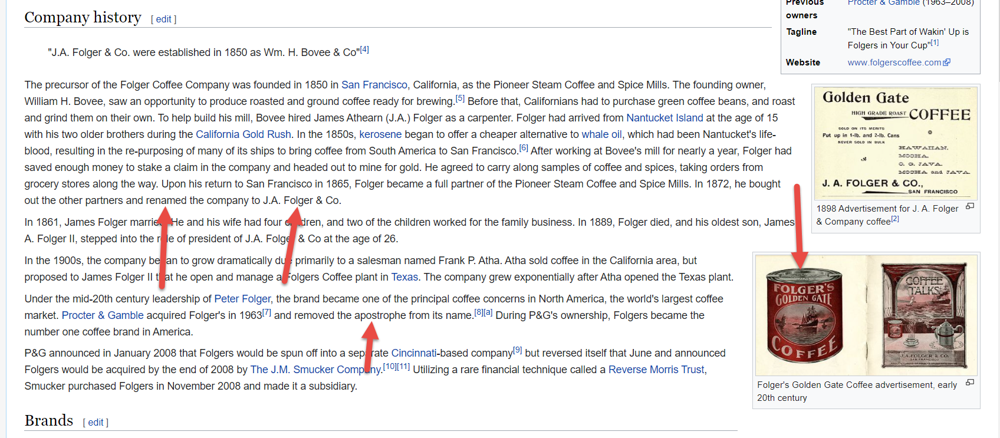 Company history [ edit ]
"J.A. Folger & Co. were established in 1850 as Wm. H. Bovee & Co"[4]
The precursor of the Folger Coffee Company was founded in 1850 in San Francisco, California, as the Pioneer Steam Coffee and Spice Mills. The founding owner,
William H. Bovee, saw an opportunity to produce roasted and ground coffee ready for brewing.[5] Before that, Californians had to purchase green coffee beans, and roast
and grind them on their own. To help build his mill, Bovee hired James Athearn (J.A.) Folger as a carpenter. Folger had arrived from Nantucket Island at the age of 15
with his two older brothers during the California Gold Rush. In the 1850s, kerosene began to offer a cheaper alternative to whale oil, which had been Nantucket's life-
blood, resulting in the re-purposing of many of its ships to bring coffee from South America to San Francisco.[6] After working at Bovee's mill for nearly a year, Folger had
saved enough money to stake a claim in the company and headed out to mine for gold. He agreed to carry along samples of coffee and spices, taking orders from
grocery stores along the way. Upon his return to San Francisco in 1865, Folger became a full partner of the Pioneer Steam Coffee and Spice Mills. In 1872, he bought
out the other partners and renamed the company to J.A. Folger & Co.
In 1861, James Folger married. He and his wife had four children, and two of the children worked for the family business. In 1889, Folger died, and his oldest son, James
A. Folger II, stepped into the role of president of J.A. Folger & Co at the age of 26.
In the 1900s, the company began to grow dramatically due primarily to a salesman named Frank P. Atha. Atha sold coffee in the California area, but
proposed to James Folger II that he open and manage a Folgers Coffee plant in Texas. The company grew exponentially after Atha opened the Texas plant.
Under the mid-20th century leadership of Peter Folger, the brand became one of the principal coffee concerns in North America, the world's largest coffee
market. Procter & Gamble acquired Folger's in 1963[7] and removed the apostrophe from its name.[8][a] During P&G's ownership, Folgers became the
number one coffee brand in America.
P&G announced in January 2008 that Folgers would be spun off into a separate Cincinnati-based company[9] but reversed itself that June and announced
Folgers would be acquired by the end of 2008 by The J.M. Smucker Company.[10][11] Utilizing a rare financial technique called a Reverse Morris Trust,
Smucker purchased Folgers in November 2008 and made it a subsidiary.
Brands [ edit ]
Previous owners Procter & Gamble (1963–2008)
Tagline "The Best Part of Wakin' Up is
Folgers in Your Cup"[1]
Website www.folgerscoffee.com
Golden Gate
HIGH GRADE ROAST COFFEE
SOLD ON ITS MERITS
Put up in 1-lb. and 2-lb. Cans
NEVER SOLD IN BULK
HAWAIIAN.
MOCHA.
O. G. JAVA.
MOCHA and JAVA.
J. A. FOLGER & CO.,
SAN FRANCISCO
1898 Advertisement for J. A. Folger
& Company coffee[2]
FOLGER'S
GOLDEN GATE
COFFEE
COFFEE
TALKS
J.A.FOLGER & CO.
SAN FRANCISCO
Folger's Golden Gate Coffee advertisement, early
20th century